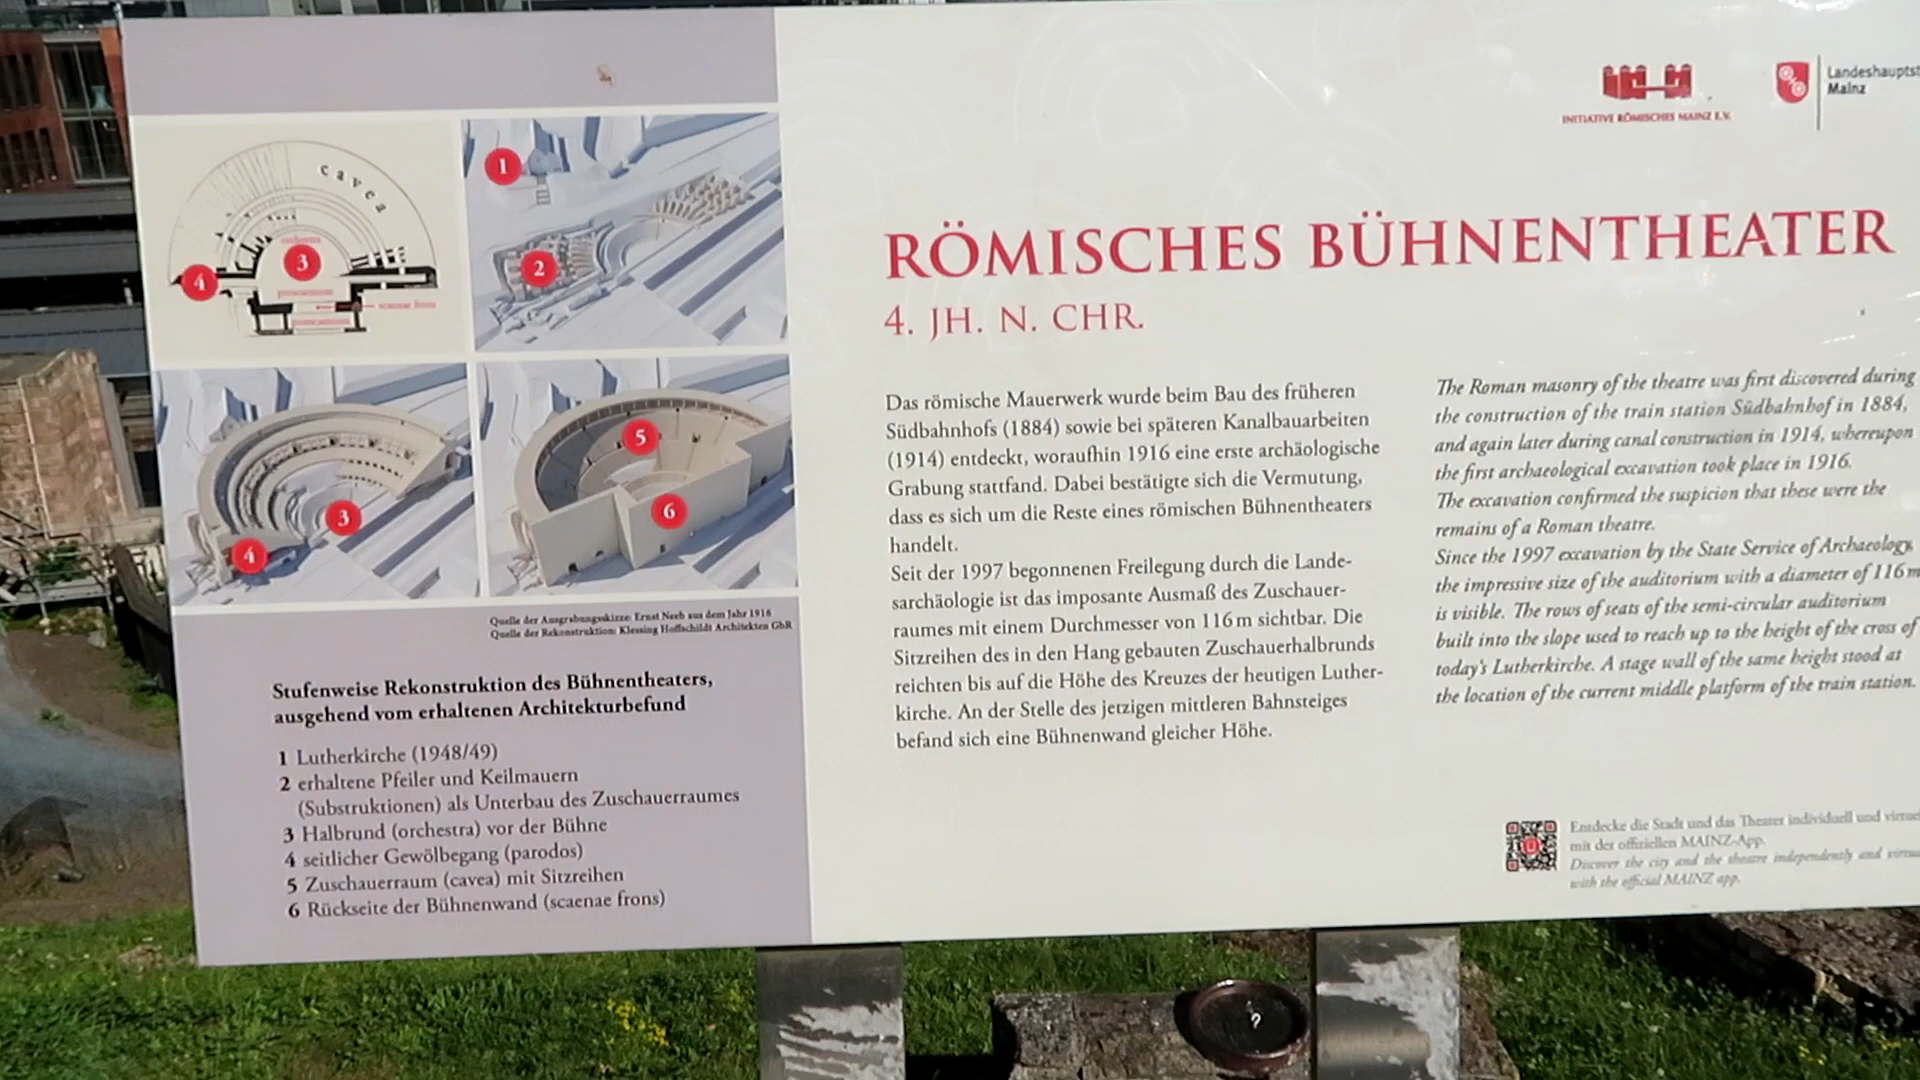 INITIATIVE RÖMISCHES MAINZ E.V.
Landeshauptst
Mainz
cavea
orchestra
scaenae frons
1
2
3
4
3
4
5
6
Quelle der Ausgrabungsskizze: Ernst Neeb aus dem Jahr 1916
Quelle der Rekonstruktion: Klessing Hoffschildt Architekten GbR
Stufenweise Rekonstruktion des Bühnentheaters,
ausgehend vom erhaltenen Architekturbefund
1 Lutherkirche (1948/49)
2 erhaltene Pfeiler und Keilmauern
(Substruktionen) als Unterbau des Zuschauerraumes
3 Halbrund (orchestra) vor der Bühne
4 seitlicher Gewölbegang (parodos)
5 Zuschauerraum (cavea) mit Sitzreihen
6 Rückseite der Bühnenwand (scaenae frons)
RÖMISCHES BÜHNENTHEATER
4. JH. N. CHR.
Das römische Mauerwerk wurde beim Bau des früheren
Südbahnhofs (1884) sowie bei späteren Kanalbauarbeiten
(1914) entdeckt, woraufhin 1916 eine erste archäologische
Grabung stattfand. Dabei bestätigte sich die Vermutung,
dass es sich um die Reste eines römischen Bühnentheaters
handelt.
Seit der 1997 begonnenen Freilegung durch die Lande-
sarchäologie ist das imposante Ausmaß des Zuschauer-
raumes mit einem Durchmesser von 116 m sichtbar. Die
Sitzreihen des in den Hang gebauten Zuschauerhalbrunds
reichten bis auf die Höhe des Kreuzes der heutigen Luther-
kirche. An der Stelle des jetzigen mittleren Bahnsteiges
befand sich eine Bühnenwand gleicher Höhe.
The Roman masonry of the theatre was first discovered during
the construction of the train station Südbahnhof in 1884,
and again later during canal construction in 1914, whereupon
the first archaeological excavation took place in 1916.
The excavation confirmed the suspicion that these were the
remains of a Roman theatre.
Since the 1997 excavation by the State Service of Archaeology,
the impressive size of the auditorium with a diameter of 116 m
is visible. The rows of seats of the semi-circular auditorium
built into the slope used to reach up to the height of the cross of
today's Lutherkirche. A stage wall of the same height stood at
the location of the current middle platform of the train station.
Entdecke die Stadt und das Theater individuell und virtuel
mit der offiziellen MAINZ-App.
Discover the city and the theatre independently and virtua
with the official MAINZ app.
?